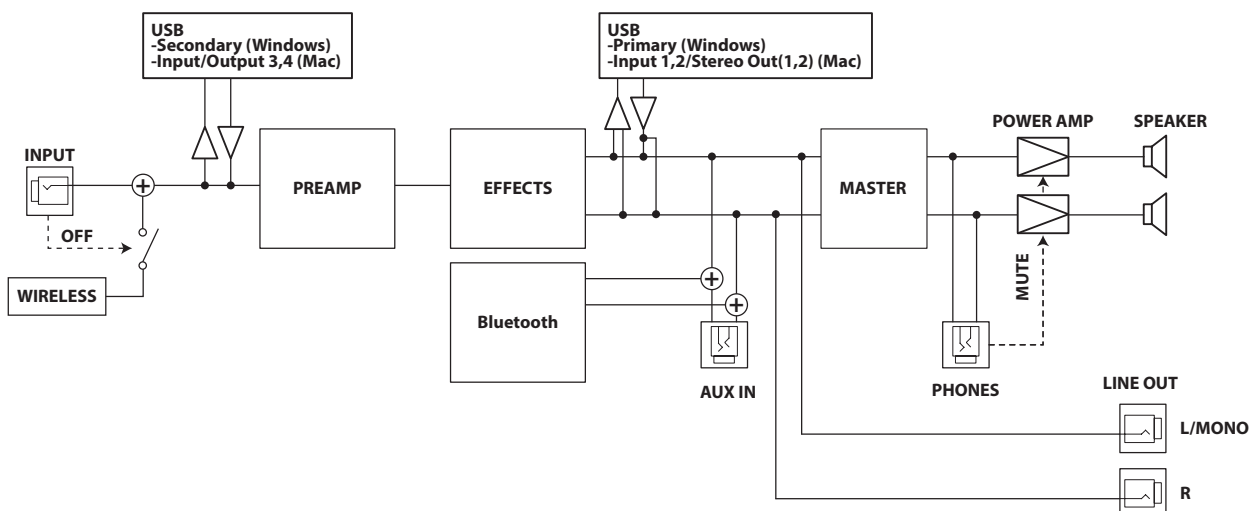 USB
-Secondary (Windows)
-Input/Output 3,4 (Mac)
USB
-Primary (Windows)
-Input 1,2/Stereo Out(1,2) (Mac)
INPUT
OFF
WIRELESS
PREAMP
EFFECTS
Bluetooth
AUX IN
MASTER
POWER AMP
SPEAKER
MUTE
PHONES
LINE OUT
L/MONO
R